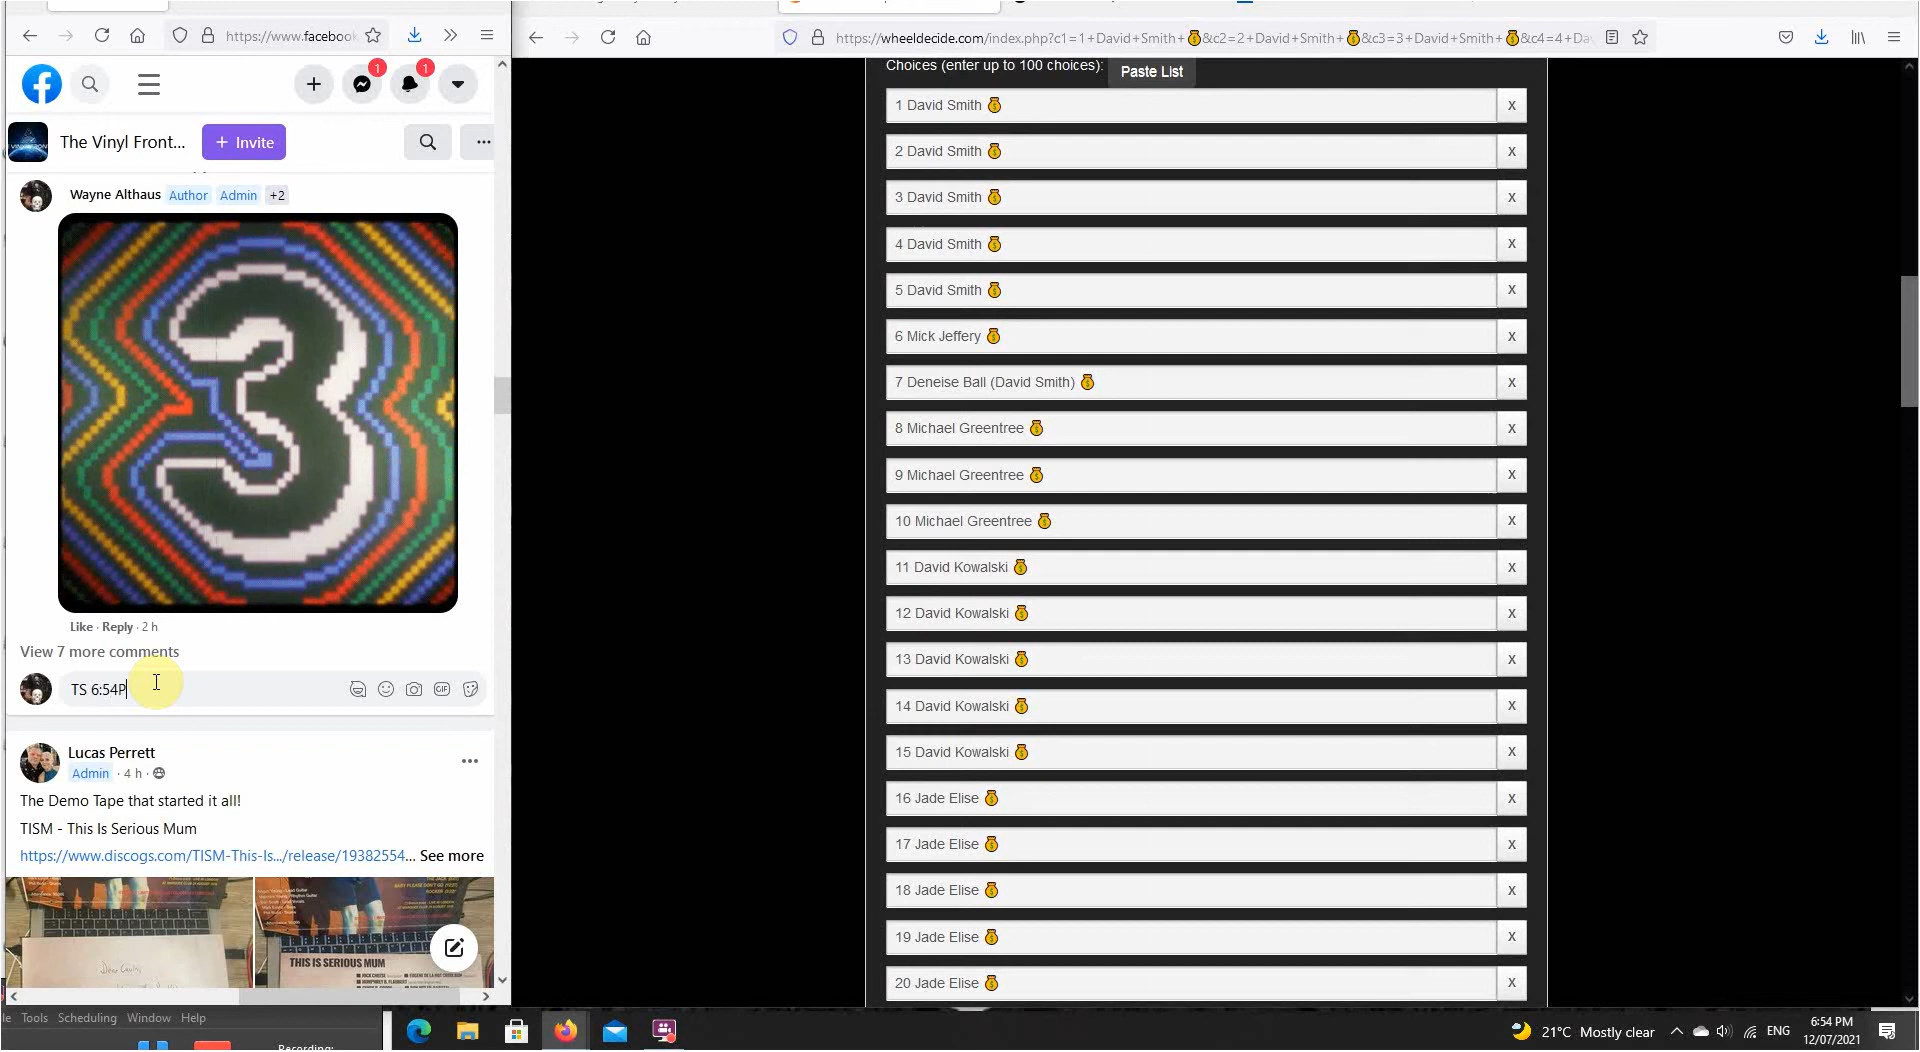 https://www.facebook
1
1
The Vinyl Front...
+ Invite
...
Wayne Althaus Author Admin +2
3
Like · Reply · 2 h
View 7 more comments
TS 6:54P
GIF
Lucas Perrett
Admin · 4 h ·
The Demo Tape that started it all!
TISM - This Is Serious Mum
https://www.discogs.com/TISM-This-Is.../release/19382554... See more
THIS IS SERIOUS MUM
Tools Scheduling Window Help
Recording:
https://wheeldecide.com/index.php?c1=1+David+Smith+💰&c2=2+David+Smith+💰&c3=3+David+Smith+💰&c4=4+Da
Choices (enter up to 100 choices): Paste List
1 David Smith 💰 X
2 David Smith 💰 X
3 David Smith 💰 X
4 David Smith 💰 X
5 David Smith 💰 X
6 Mick Jeffery 💰 X
7 Deneise Ball (David Smith) 💰 X
8 Michael Greentree 💰 X
9 Michael Greentree 💰 X
10 Michael Greentree 💰 X
11 David Kowalski 💰 X
12 David Kowalski 💰 X
13 David Kowalski 💰 X
14 David Kowalski 💰 X
15 David Kowalski 💰 X
16 Jade Elise 💰 X
17 Jade Elise 💰 X
18 Jade Elise 💰 X
19 Jade Elise 💰 X
20 Jade Elise 💰 X
21°C Mostly clear ENG 6:54 PM
12/07/2021